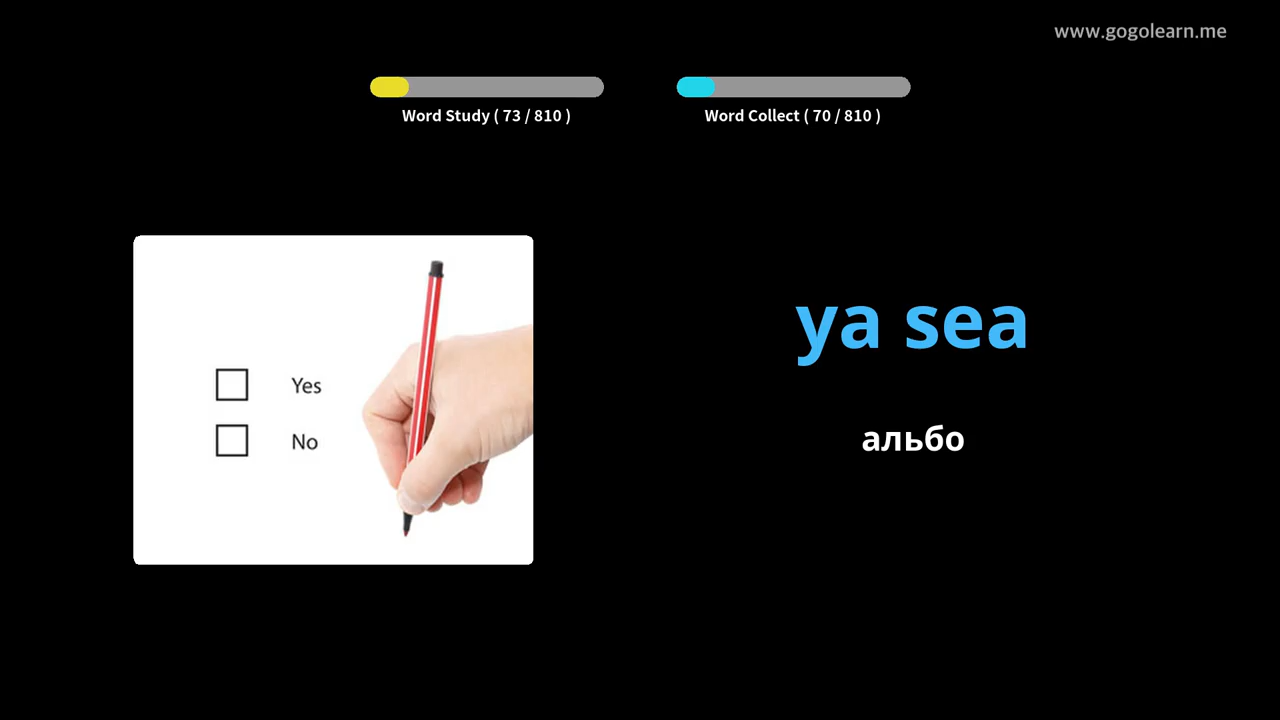 www.gogolearn.me
Word Study ( 73 / 810 )
Word Collect ( 70 / 810 )
Yes
No
ya sea
альбо